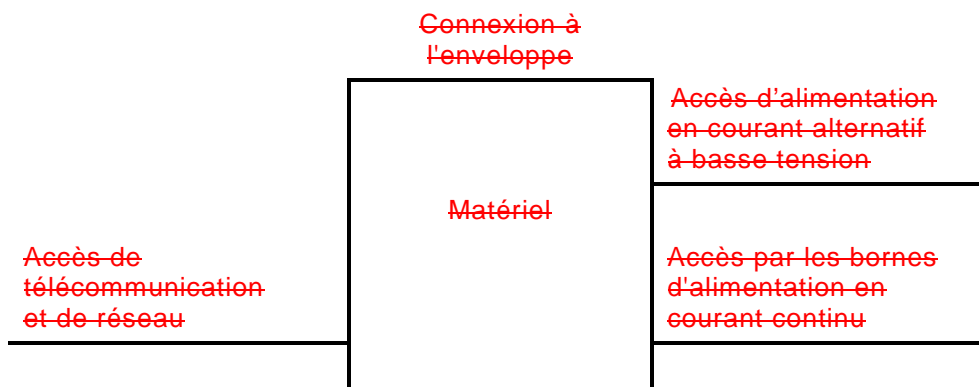 Connexion à
l'enveloppe
Accès d’alimentation
en courant alternatif
à basse tension
Matériel
Accès de
télécommunication
et de réseau
Accès par les bornes
d'alimentation en
courant continu